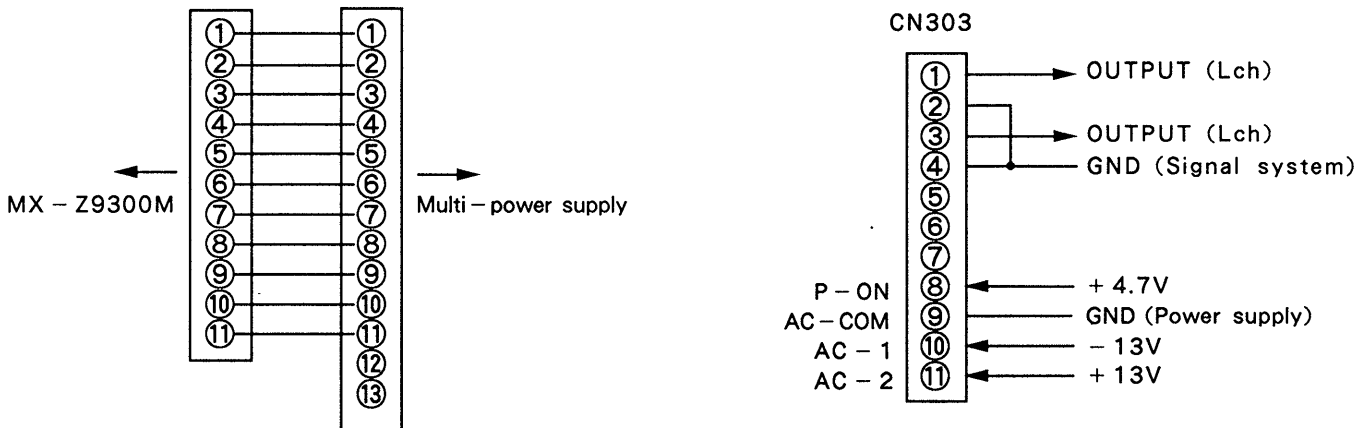 ① ①
② ②
③ ③
④ ④
⑤ ⑤
⑥ ⑥
⑦ ⑦
⑧ ⑧
⑨ ⑨
⑩ ⑩
⑪ ⑪
⑫
⑬
MX-Z9300M
Multi-power supply
CN303
① OUTPUT (Lch)
②
③ OUTPUT (Lch)
④ GND (Signal system)
⑤
⑥
⑦
P-ON ⑧ +4.7V
AC-COM ⑨ GND (Power supply)
AC-1 ⑩ -13V
AC-2 ⑪ +13V